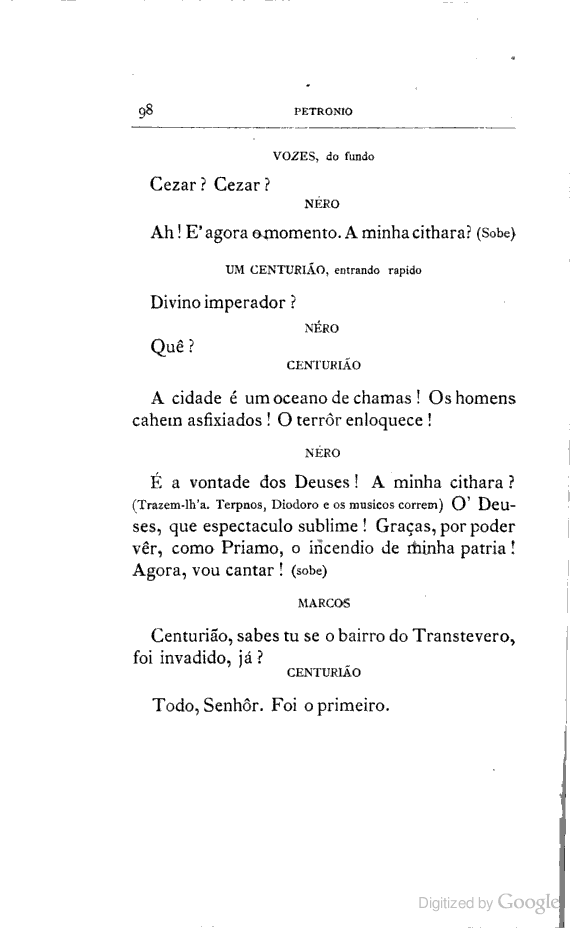 98 PETRONIO
VOZES, do fundo
Cezar? Cezar?
NÉRO
Ah! E' agora o momento. A minha cithara? (Sobe)
UM CENTURIÃO, entrando rapido
Divino imperador?
NÉRO
Quê?
CENTURIÃO
A cidade é um oceano de chamas! Os homens
cahem asfixiados! O terrôr enloquece!
NÉRO
É a vontade dos Deuses! A minha cithara?
(Trazem-lh'a. Terpnos, Diodoro e os musicos correm) O' Deu-
ses, que espectaculo sublime! Graças, por poder
vêr, como Priamo, o incendio de minha patria!
Agora, vou cantar! (sobe)
MARCOS
Centurião, sabes tu se o bairro do Transtevero,
foi invadido, já?
CENTURIÃO
Todo, Senhôr. Foi o primeiro.
Digitized by Google